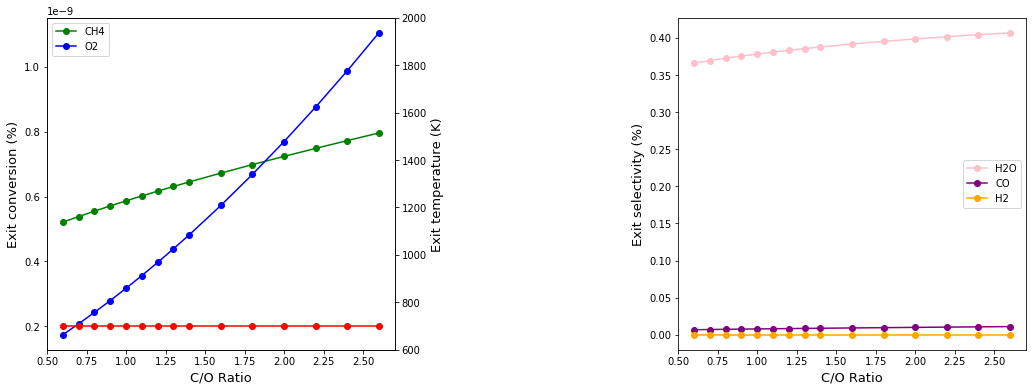 1e−9
CH4
O2
1.0
0.8
0.6
0.4
0.2
Exit conversion (%)
2000
1800
1600
1400
1200
1000
800
600
Exit temperature (K)
0.50 0.75 1.00 1.25 1.50 1.75 2.00 2.25 2.50
C/O Ratio
0.40
0.35
0.30
0.25
0.20
0.15
0.10
0.05
0.00
Exit selectivity (%)
H2O
CO
H2
0.50 0.75 1.00 1.25 1.50 1.75 2.00 2.25 2.50
C/O Ratio